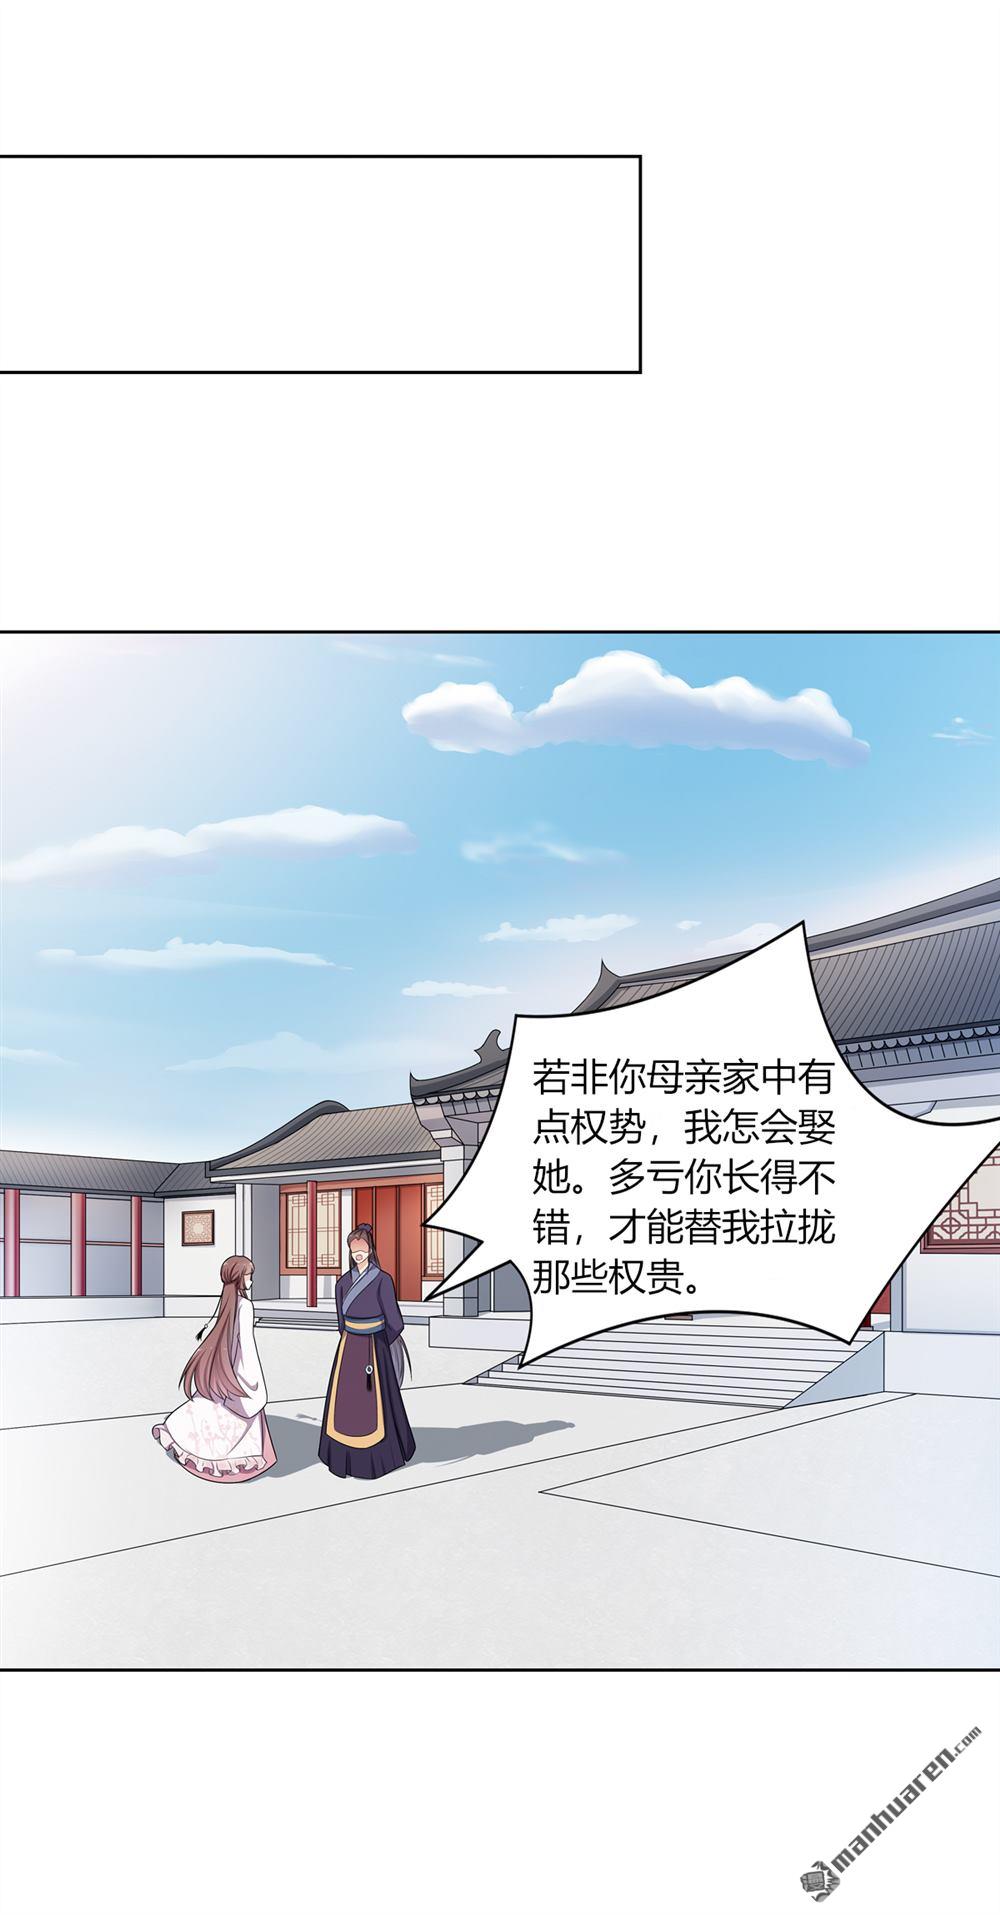 若非你母亲家中有
点权势，我怎会娶
她。多亏你长得不
错，才能替我拉拢
那些权贵。
漫
manhuaren.com